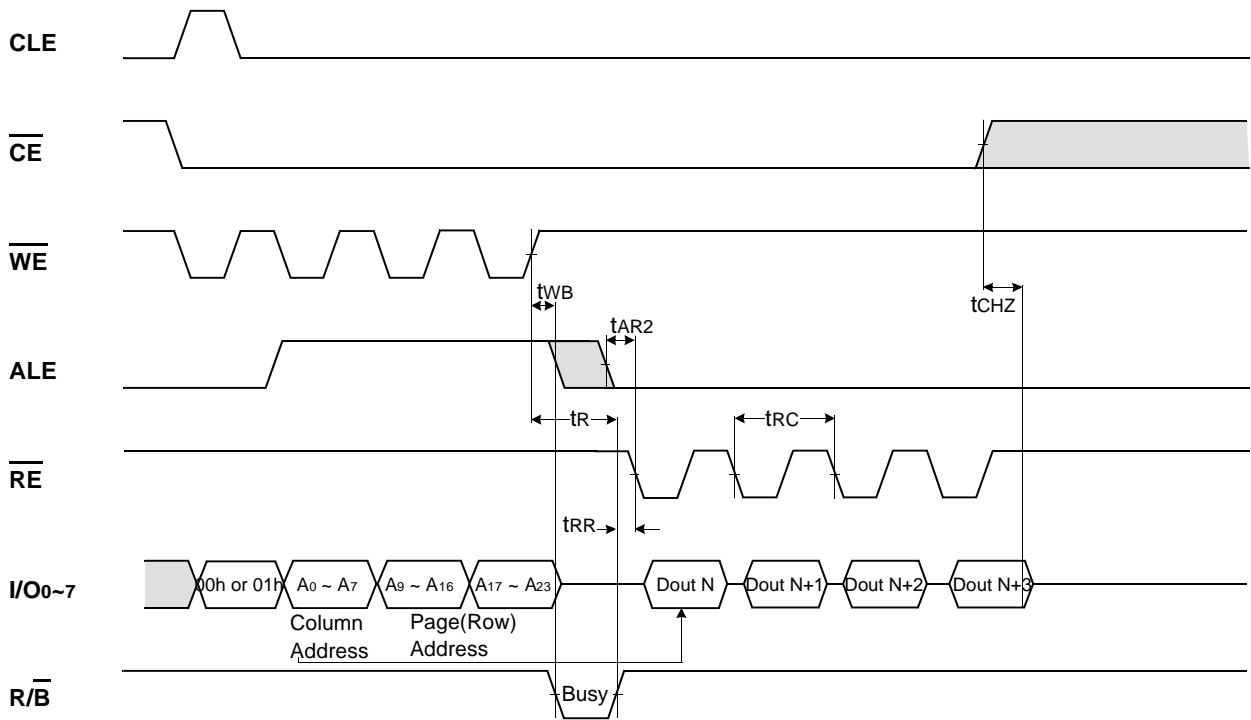 CLE
CE
WE
tWB
tCHZ
tAR2
ALE
tR
tRC
RE
tRR
I/O0~7
00h or 01h
A0 ~ A7
A9 ~ A16
A17 ~ A23
Dout N
Dout N+1
Dout N+2
Dout N+3
Column
Address
Page(Row)
Address
R/B
Busy